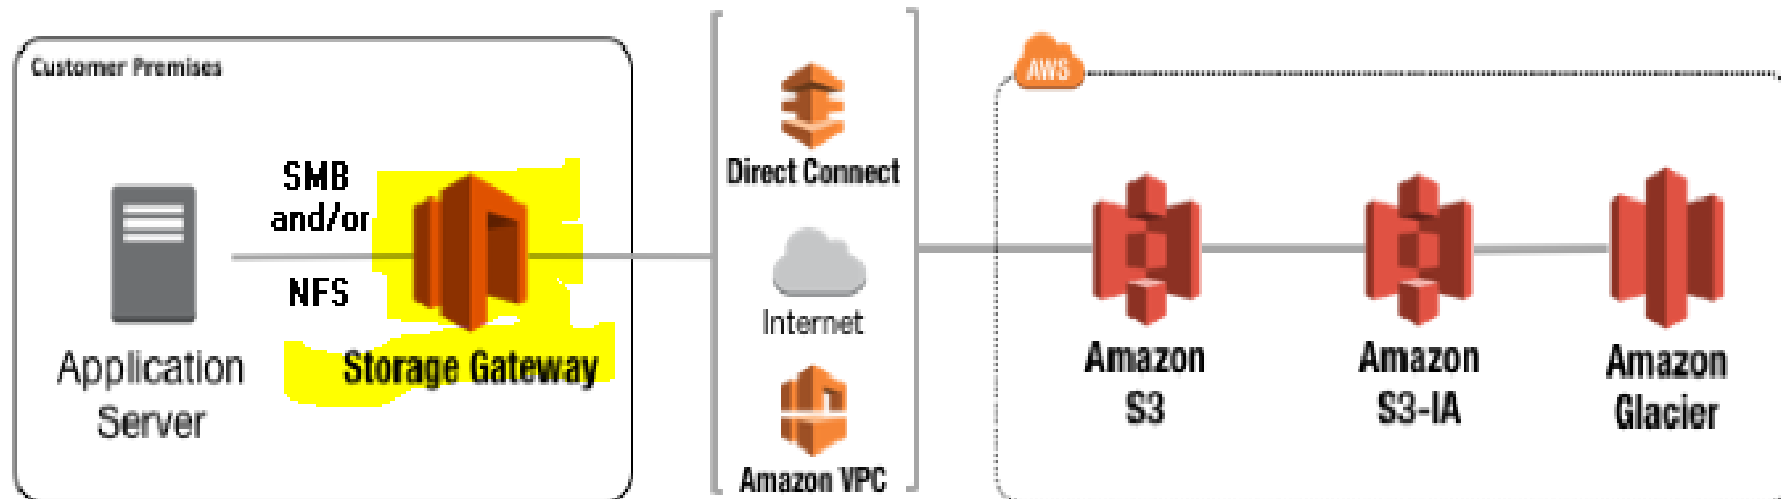 Customer Premises
SMB
and/or
NFS
Application
Server
Storage Gateway
Direct Connect
Internet
Amazon VPC
AWS
Amazon
S3
Amazon
S3-IA
Amazon
Glacier